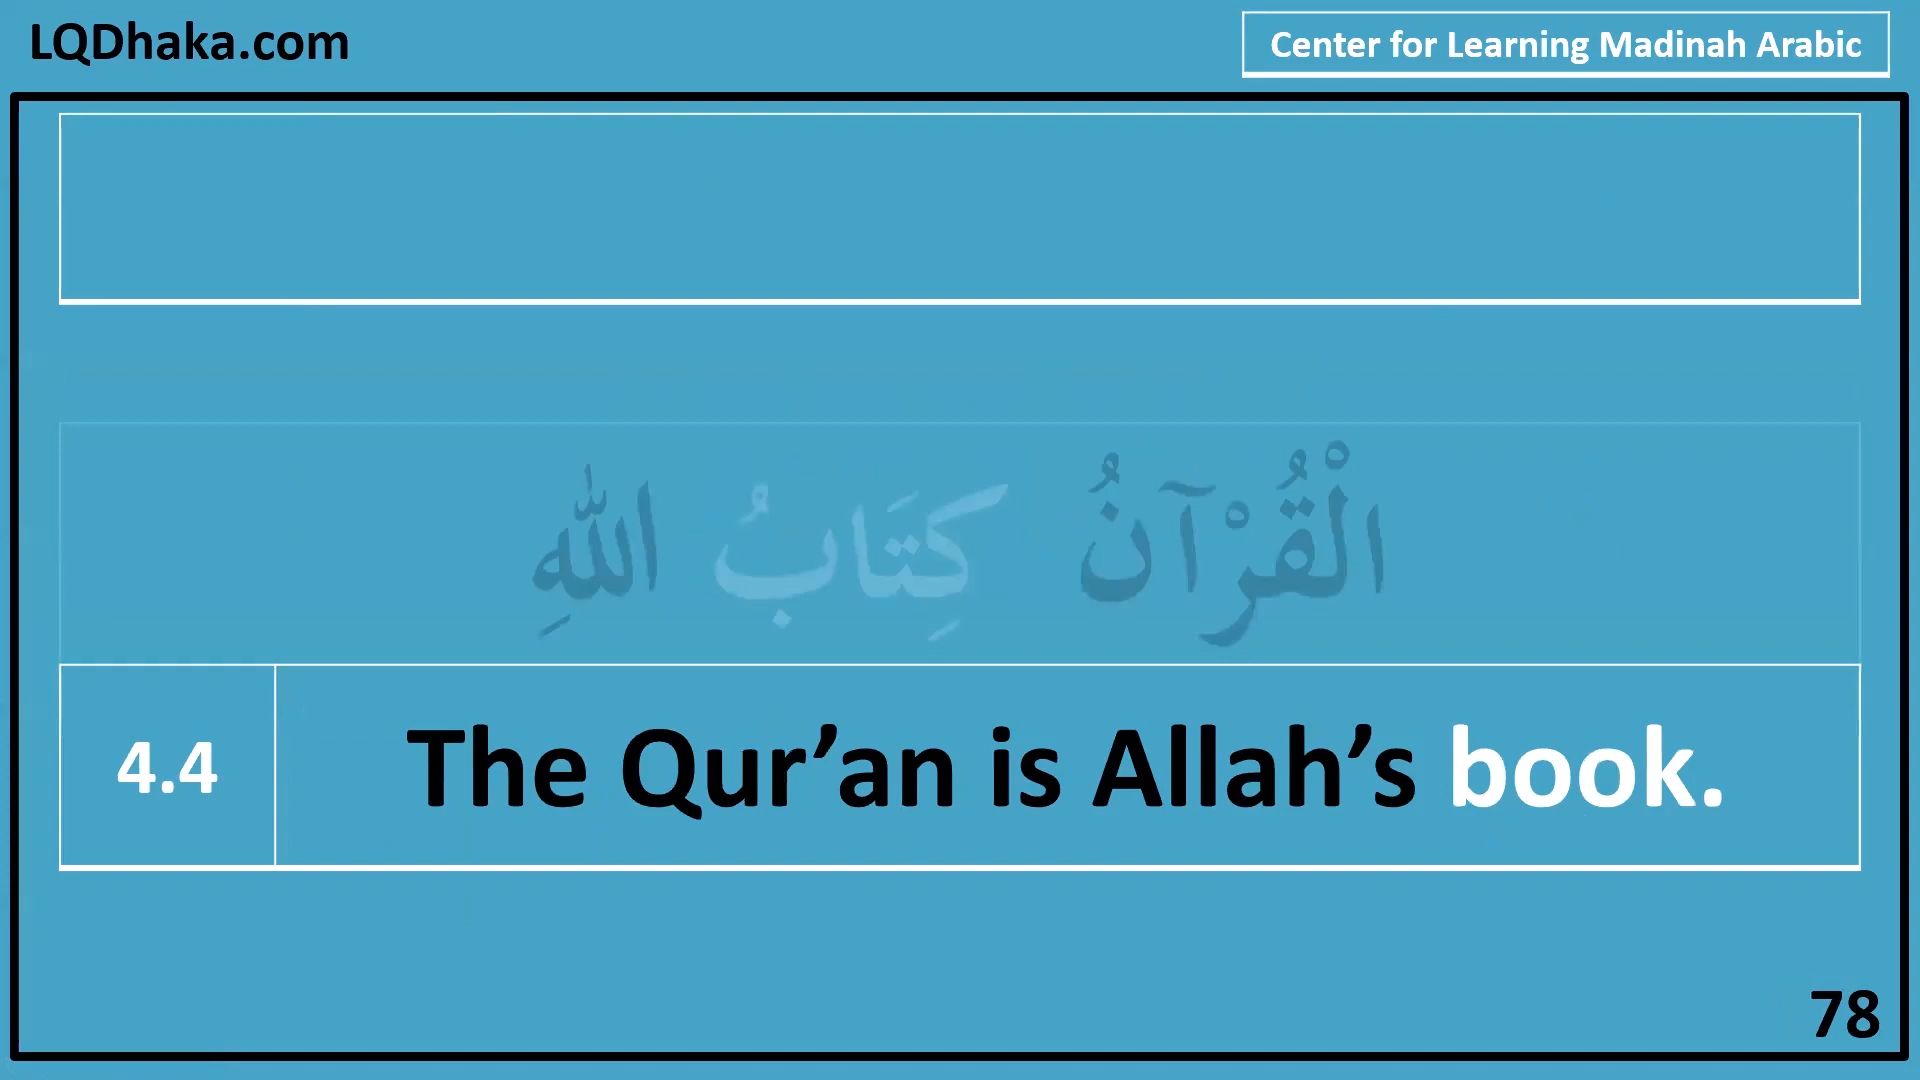 LQDhaka.com
Center for Learning Madinah Arabic
الْقُرْآنُ كِتَابُ اللهِ
4.4 The Qur’an is Allah’s book.
78